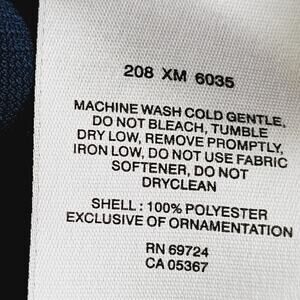 208 XM 6035
MACHINE WASH COLD GENTLE,
DO NOT BLEACH, TUMBLE
DRY LOW, REMOVE PROMPTLY,
IRON LOW, DO NOT USE FABRIC
SOFTENER, DO NOT
DRYCLEAN
SHELL : 100% POLYESTER
EXCLUSIVE OF ORNAMENTATION
RN 69724
CA 05367